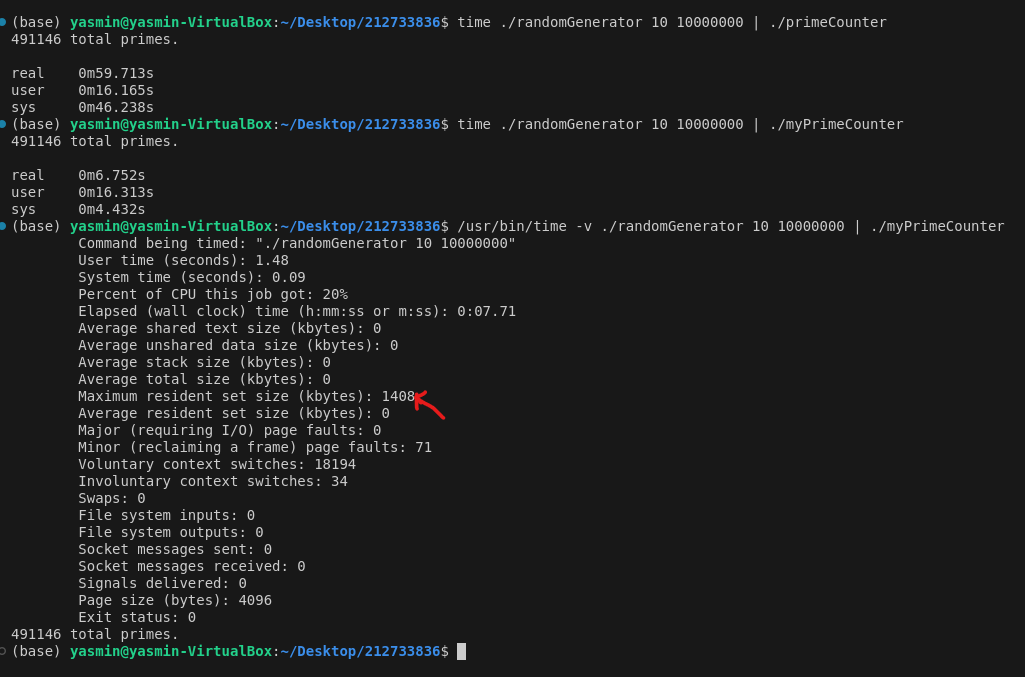 (base) yasmin@yasmin-VirtualBox:~/Desktop/212733836$ time ./randomGenerator 10 10000000 | ./primeCounter
491146 total primes.
real    0m59.713s
user    0m16.165s
sys     0m46.238s
(base) yasmin@yasmin-VirtualBox:~/Desktop/212733836$ time ./randomGenerator 10 10000000 | ./myPrimeCounter
491146 total primes.
real    0m6.752s
user    0m16.313s
sys     0m4.432s
(base) yasmin@yasmin-VirtualBox:~/Desktop/212733836$ /usr/bin/time -v ./randomGenerator 10 10000000 | ./myPrimeCounter
Command being timed: "./randomGenerator 10 10000000"
User time (seconds): 1.48
System time (seconds): 0.09
Percent of CPU this job got: 20%
Elapsed (wall clock) time (h:mm:ss or m:ss): 0:07.71
Average shared text size (kbytes): 0
Average unshared data size (kbytes): 0
Average stack size (kbytes): 0
Average total size (kbytes): 0
Maximum resident set size (kbytes): 1408
Average resident set size (kbytes): 0
Major (requiring I/O) page faults: 0
Minor (reclaiming a frame) page faults: 71
Voluntary context switches: 18194
Involuntary context switches: 34
Swaps: 0
File system inputs: 0
File system outputs: 0
Socket messages sent: 0
Socket messages received: 0
Signals delivered: 0
Page size (bytes): 4096
Exit status: 0
491146 total primes.
(base) yasmin@yasmin-VirtualBox:~/Desktop/212733836$